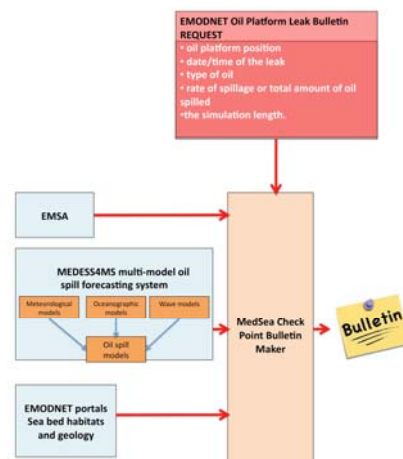 EMODNET Oil Platform Leak Bulletin
REQUEST
• oil platform position
• date/time of the leak
• type of oil
• rate of spillage or total amount of oil
spilled
•the simulation length.
EMSA
MEDESS4MS multi-model oil
spill forecasting system
Meteorological
models
Oceanographic
models
Wave models
Oil spill
models
MedSea Check
Point Bulletin
Maker
Bulletin
EMODNET portals
Sea bed habitats
and geology